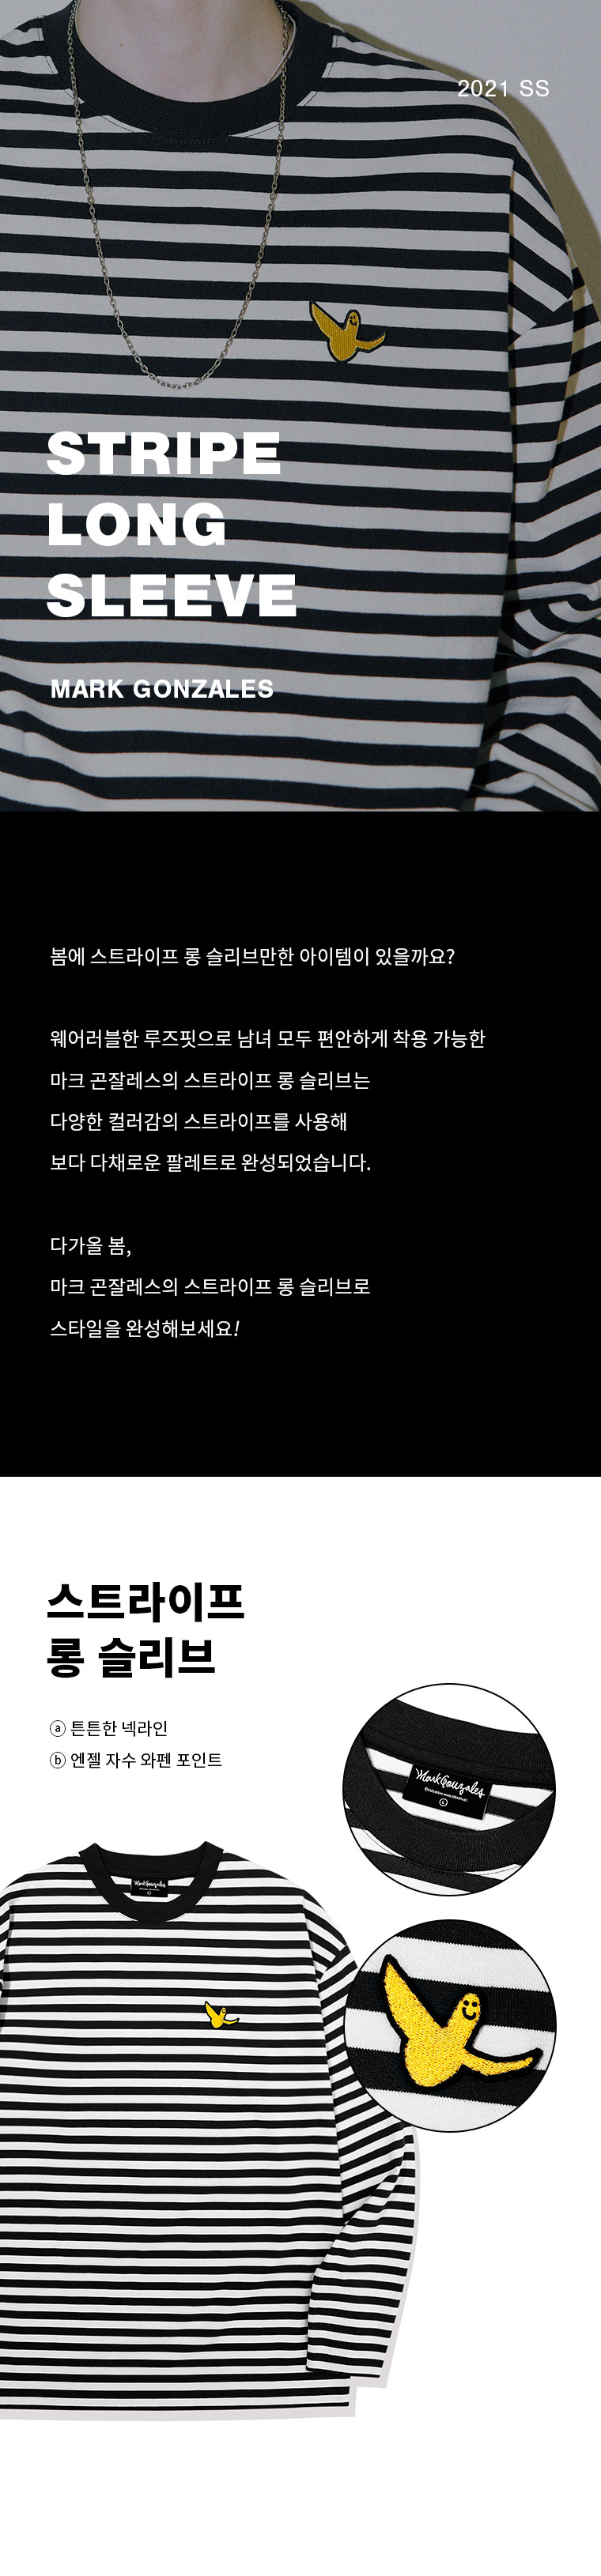 2021 SS
STRIPE
LONG
SLEEVE
MARK GONZALES
봄에 스트라이프 롱 슬리브만한 아이템이 있을까요?
웨어러블한 루즈핏으로 남녀 모두 편안하게 착용 가능한
마크 곤잘레스의 스트라이프 롱 슬리브는
다양한 컬러감의 스트라이프를 사용해
보다 다채로운 팔레트로 완성되었습니다.
다가올 봄,
마크 곤잘레스의 스트라이프 롱 슬리브로
스타일을 완성해보세요!
스트라이프
롱 슬리브
ⓐ 튼튼한 넥라인
ⓑ 엔젤 자수 와펜 포인트
MarkGonzales
MarkGonzales